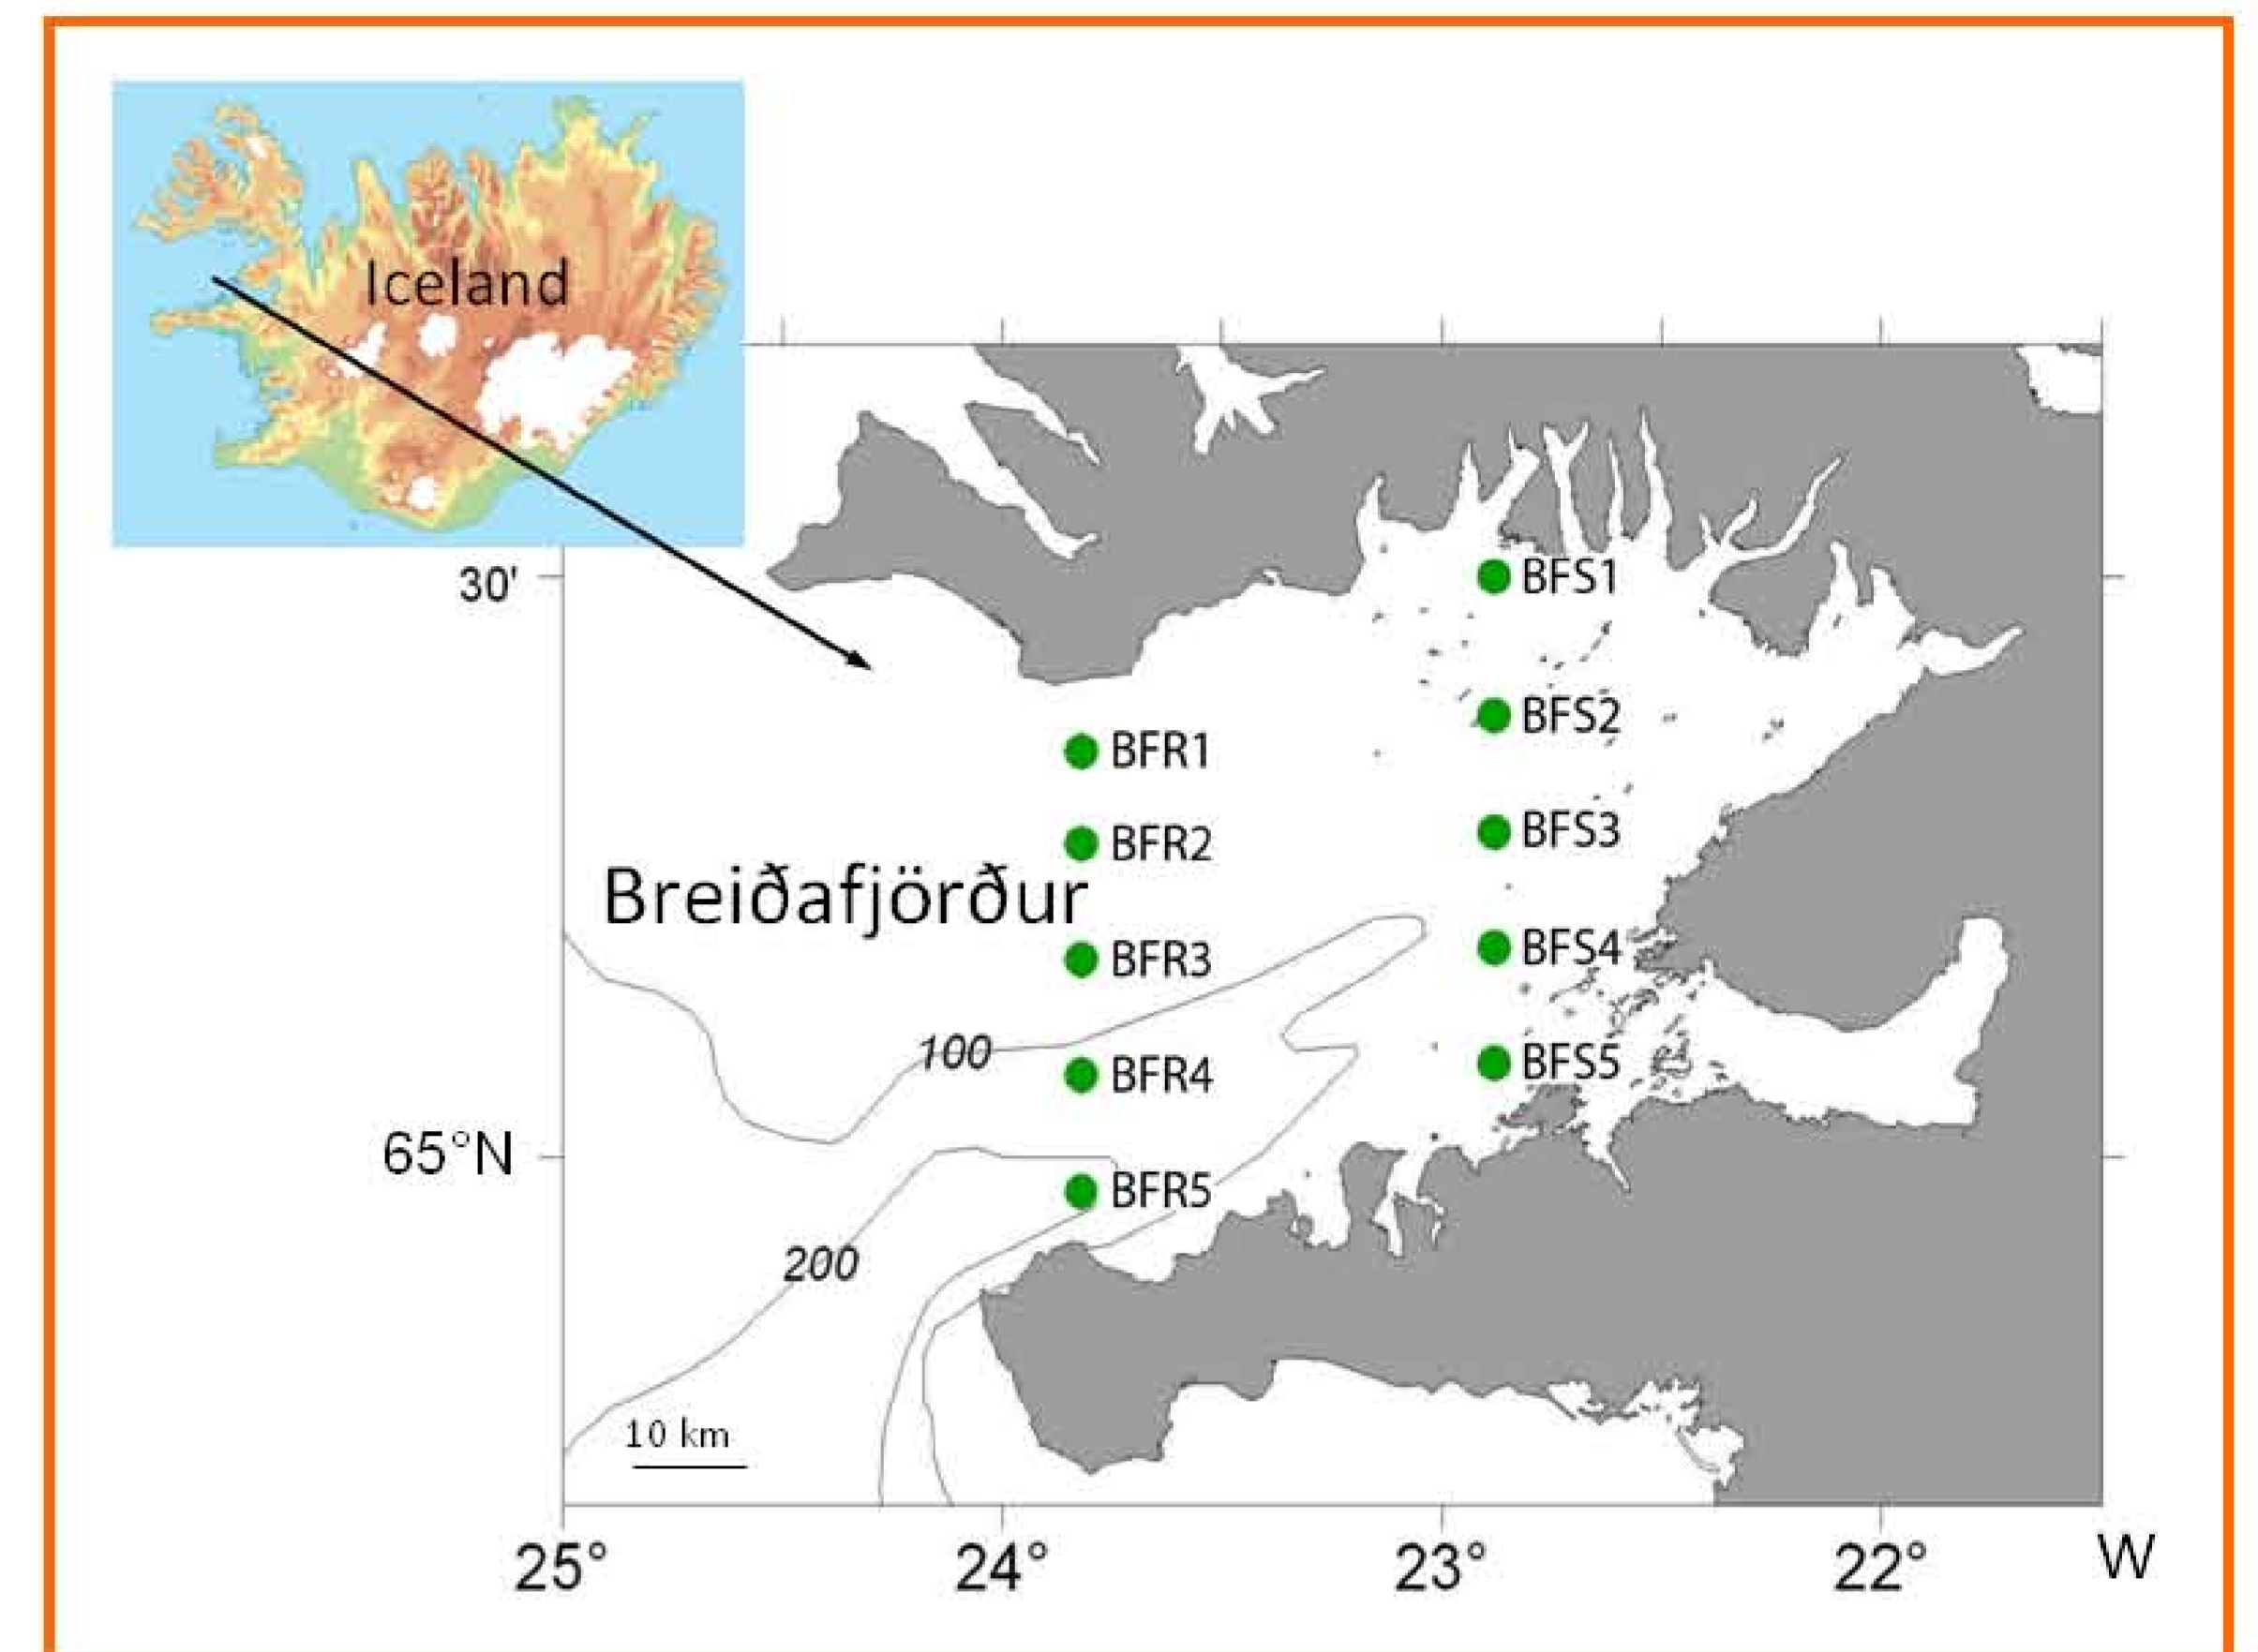 Iceland
30'
BFS1
BFS2
BFR1
BFS3
BFR2
Breiðafjörður
BFS4
BFR3
100
BFS5
BFR4
65°N
BFR5
200
10 km
25° 24° 23° 22° W